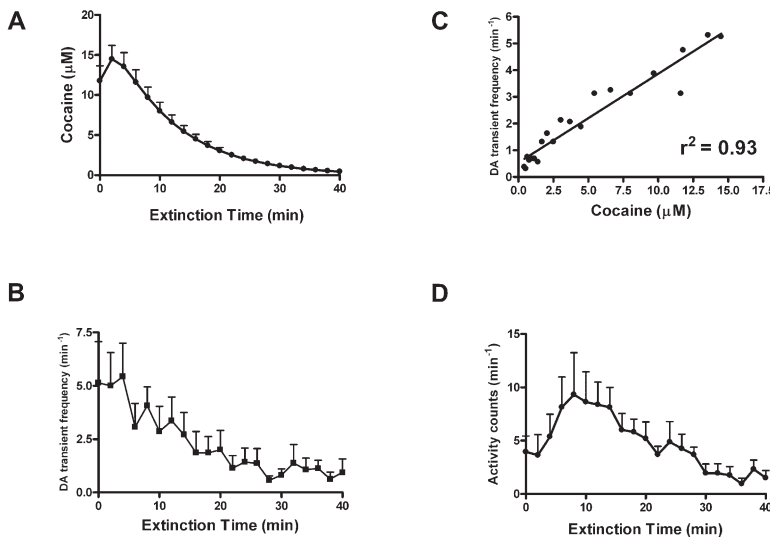 A
20
15
10
5
0
Cocaine (μM)
0 10 20 30 40
Extinction Time (min)
C
6
5
4
3
2
1
0
DA transient frequency (min⁻¹)
r² = 0.93
0.0 2.5 5.0 7.5 10.0 12.5 15.0 17.5
Cocaine (μM)
B
7.5
5.0
2.5
0.0
DA transient frequency (min⁻¹)
0 10 20 30 40
Extinction Time (min)
D
15
10
5
0
Activity counts (min⁻¹)
0 10 20 30 40
Extinction Time (min)